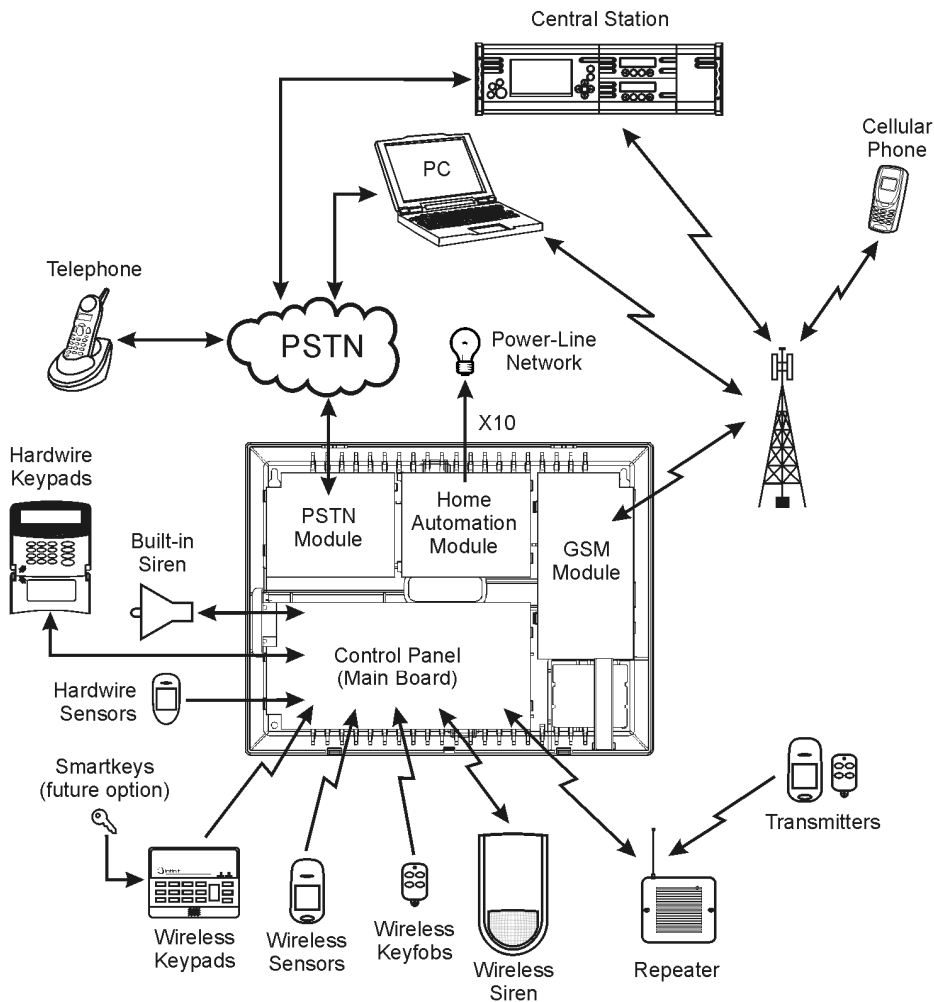 Central Station
Cellular
Phone
PC
Telephone
PSTN
Power-Line
Network
X10
Hardwire
Keypads
PSTN
Module
Home
Automation
Module
GSM
Module
Built-in
Siren
Control Panel
(Main Board)
Hardwire
Sensors
Smartkeys
(future option)
Transmitters
Wireless
Keypads
Wireless
Sensors
Wireless
Keyfobs
Wireless
Siren
Repeater